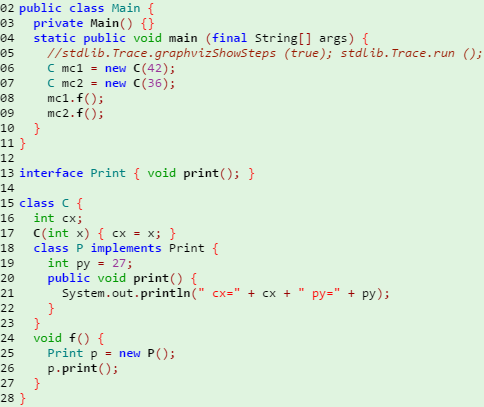 02 public class Main {
03   private Main() {}
04   static public void main (final String[] args) {
05     //stdlib.Trace.graphvizShowSteps (true); stdlib.Trace.run ();
06     C mc1 = new C(42);
07     C mc2 = new C(36);
08     mc1.f();
09     mc2.f();
10   }
11 }
12
13 interface Print { void print(); }
14
15 class C {
16   int cx;
17   C(int x) { cx = x; }
18   class P implements Print {
19     int py = 27;
20     public void print() {
21       System.out.println(" cx=" + cx + " py=" + py);
22     }
23   }
24   void f() {
25     Print p = new P();
26     p.print();
27   }
28 }